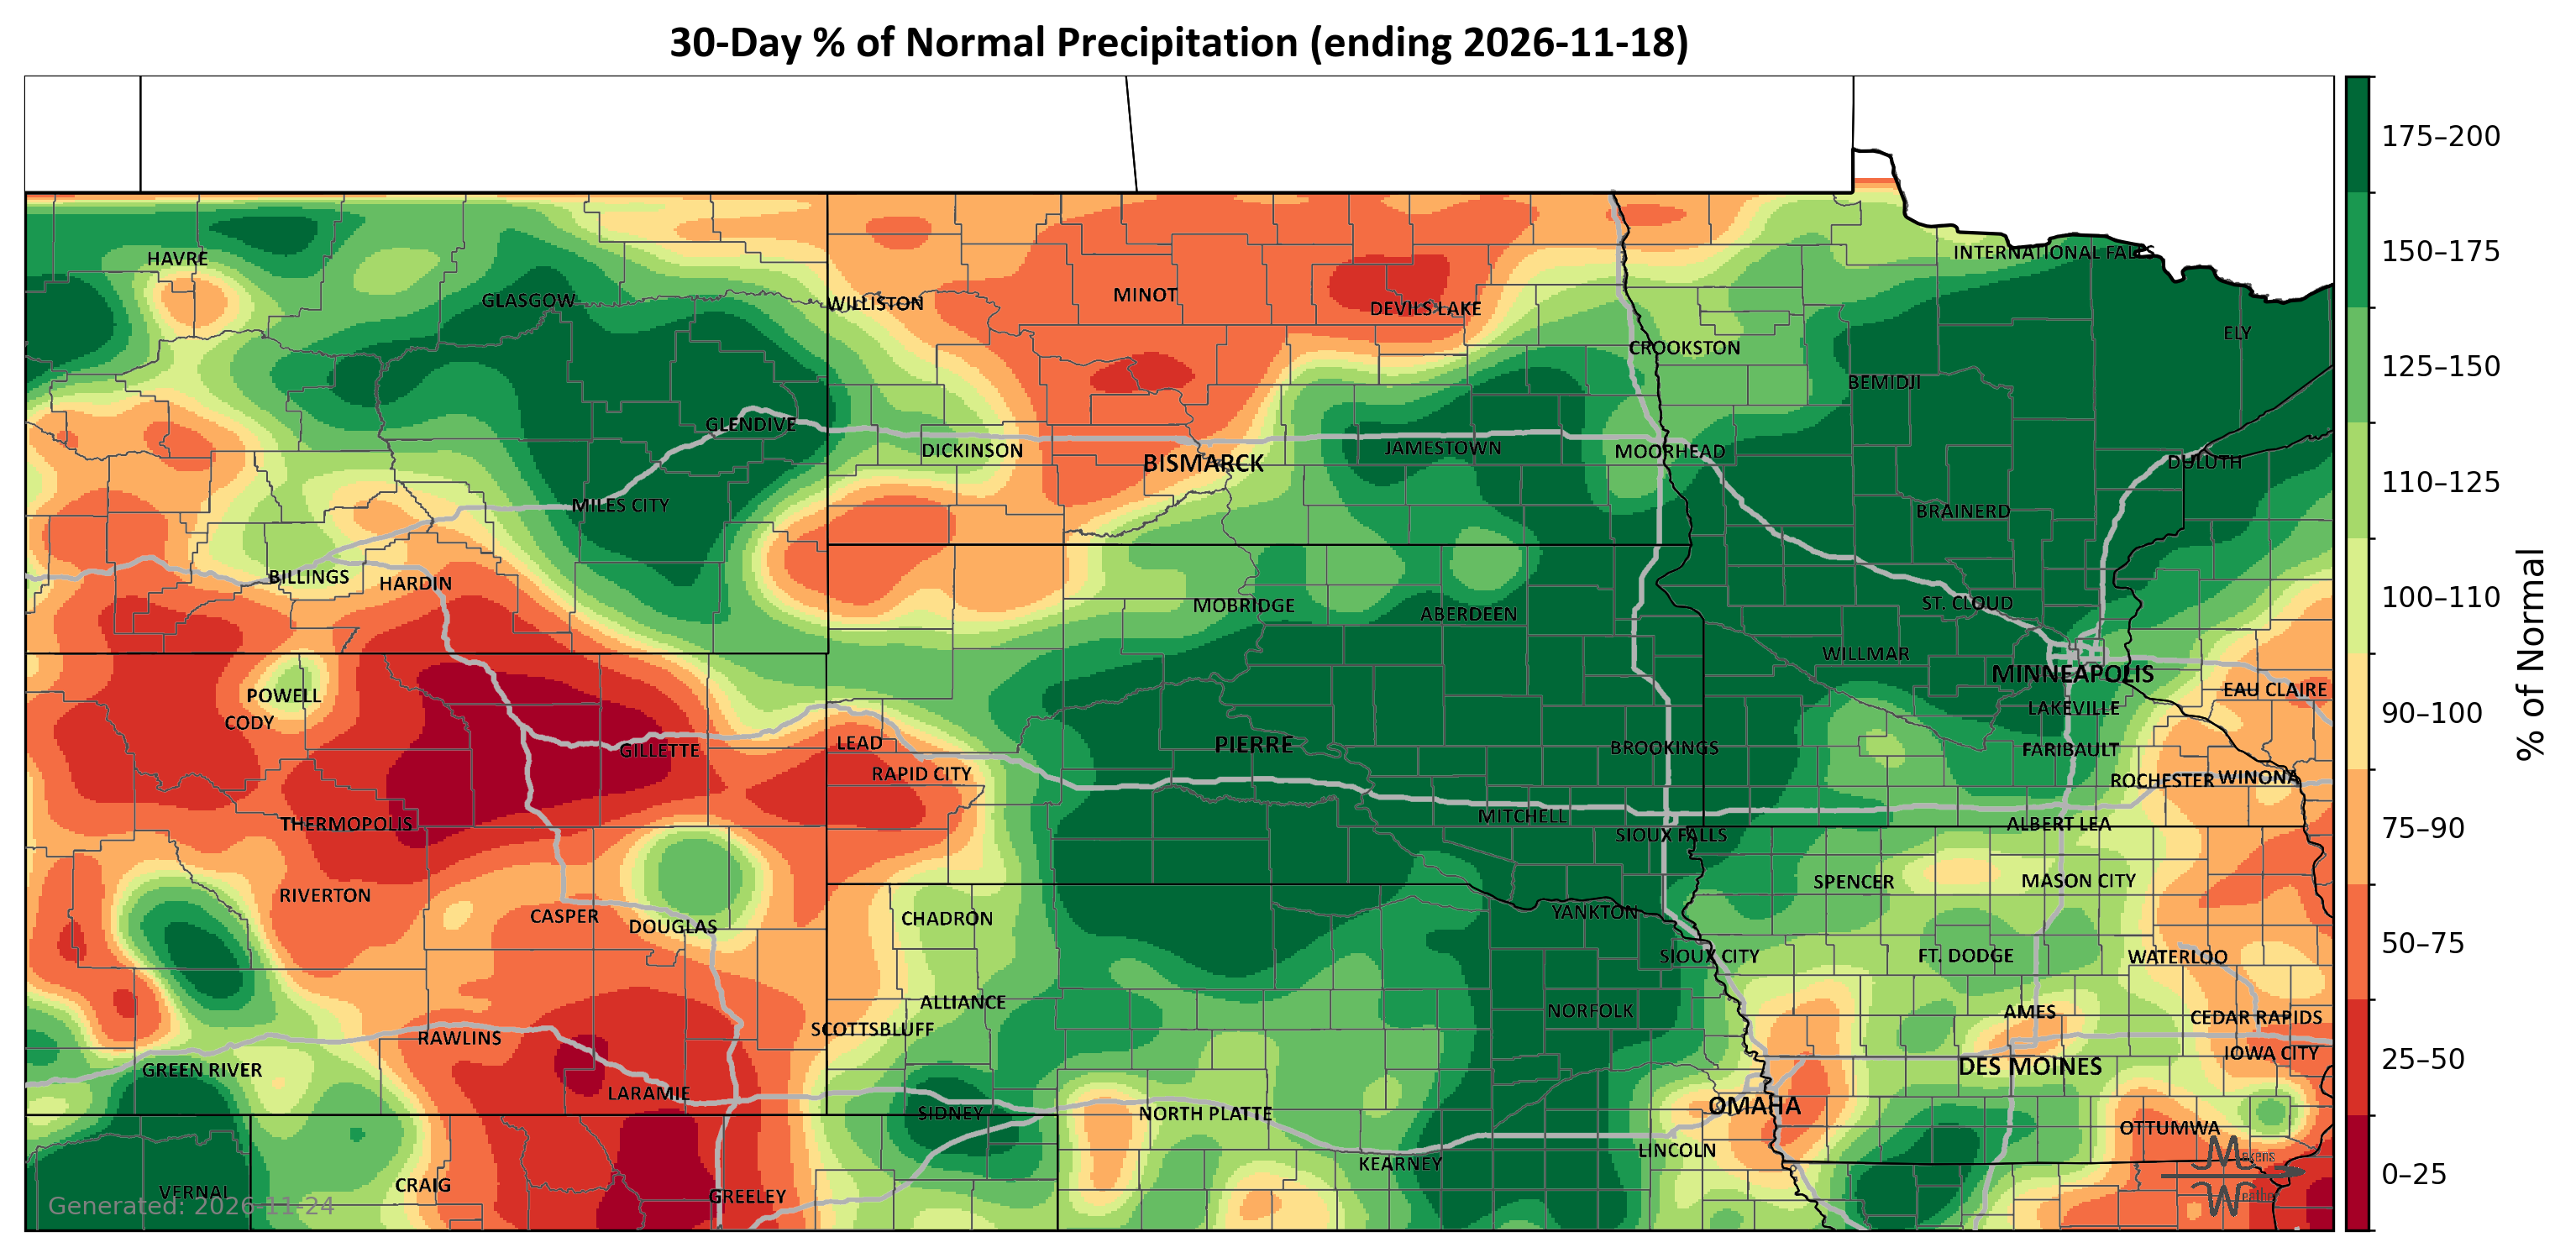 30-Day % of Normal Precipitation (ending 2026-11-18)
175–200
INTERNATIONAL FALLS
150–175
HAVRE
GLASGOW
WILLISTON
MINOT
DEVILS LAKE
ELY
CROOKSTON
125–150
BEMIDJI
GLENDIVE
DICKINSON
BISMARCK
JAMESTOWN
MOORHEAD
DULUTH
110–125
MILES CITY
BRAINERD
BILLINGS
HARDIN
MOBRIDGE
ABERDEEN
ST. CLOUD
100–110
WILLMAR
MINNEAPOLIS
% of Normal
POWELL
EAU CLAIRE
CODY
LAKEVILLE
90–100
GILLETTE
LEAD
PIERRE
BROOKINGS
FARIBAULT
RAPID CITY
ROCHESTER
WINONA
THERMOPOLIS
MITCHELL
SIOUX FALLS
ALBERT LEA
75–90
RIVERTON
SPENCER
MASON CITY
CASPER
DOUGLAS
CHADRON
YANKTON
50–75
SIOUX CITY
FT. DODGE
WATERLOO
ALLIANCE
NORFOLK
AMES
CEDAR RAPIDS
SCOTTSBLUFF
RAWLINS
GREEN RIVER
DES MOINES
IOWA CITY
25–50
LARAMIE
SIDNEY
NORTH PLATTE
OMAHA
OTTUMWA
LINCOLN
KEARNEY
Makens
Weather
0–25
VERNAL
CRAIG
GREELEY
Generated: 2026-11-24